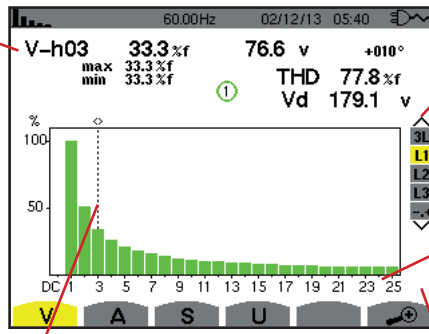 60.00Hz 02/12/13 05:40
V-h03 33.3 %f 76.6 v +010°
max 33.3 %f
min 33.3 %f
THD 77.8 %f
①
Vd 179.1 v
%
100
50
3L
L1
L2
L3
DC 1 3 5 7 9 11 13 15 17 19 21 23 25
V A S U